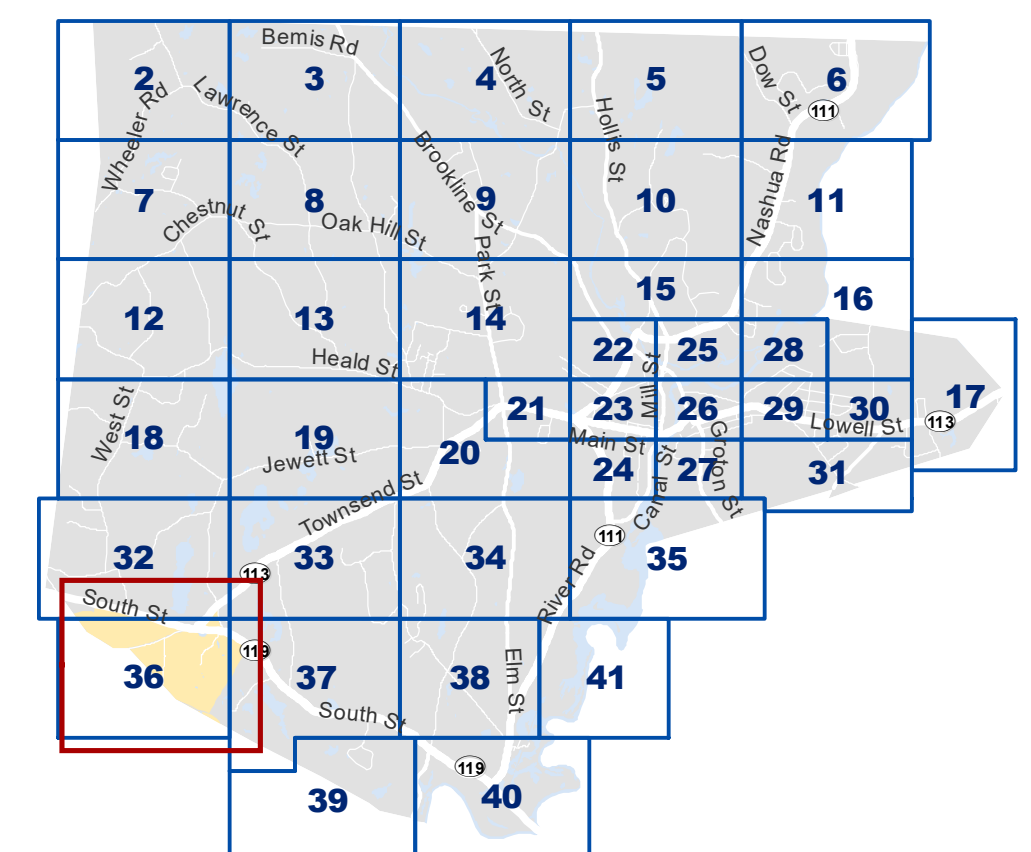 Bemis Rd
2
3
4
North St
5
Dow St
6
111
Lawrence St
Wheeler Rd
Hollis St
Brookline St
Nashua Rd
7
Chestnut St
8
Oak Hill St
9
10
11
Park St
12
13
14
15
16
Heald St
22
25
28
Mill St
West St
18
19
Jewett St
20
21
23
26
29
30
Lowell St
113
17
Main St
24
27
Groton St
31
Canal St
Townsend St
32
113
33
34
111
35
River Rd
South St
119
36
37
38
Elm St
41
South St
119
39
40